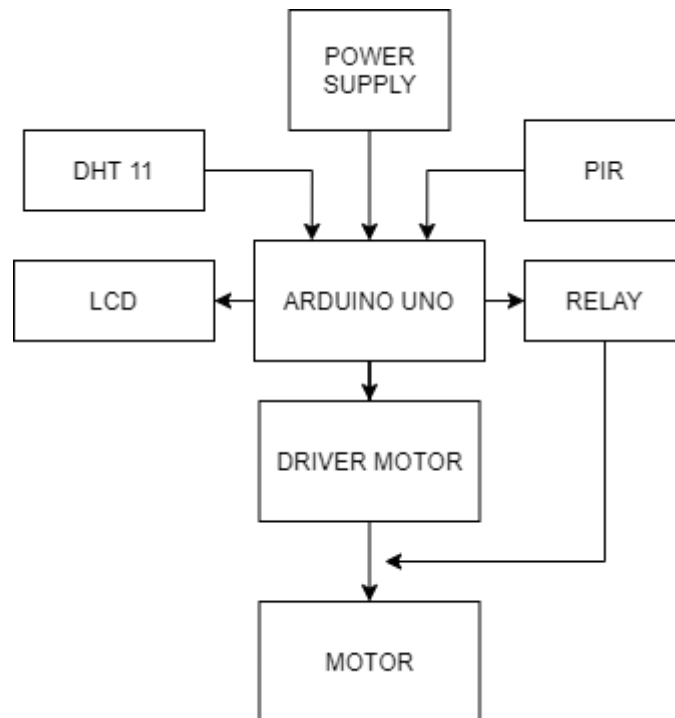 POWER
SUPPLY
DHT 11
PIR
LCD
ARDUINO UNO
RELAY
DRIVER MOTOR
MOTOR